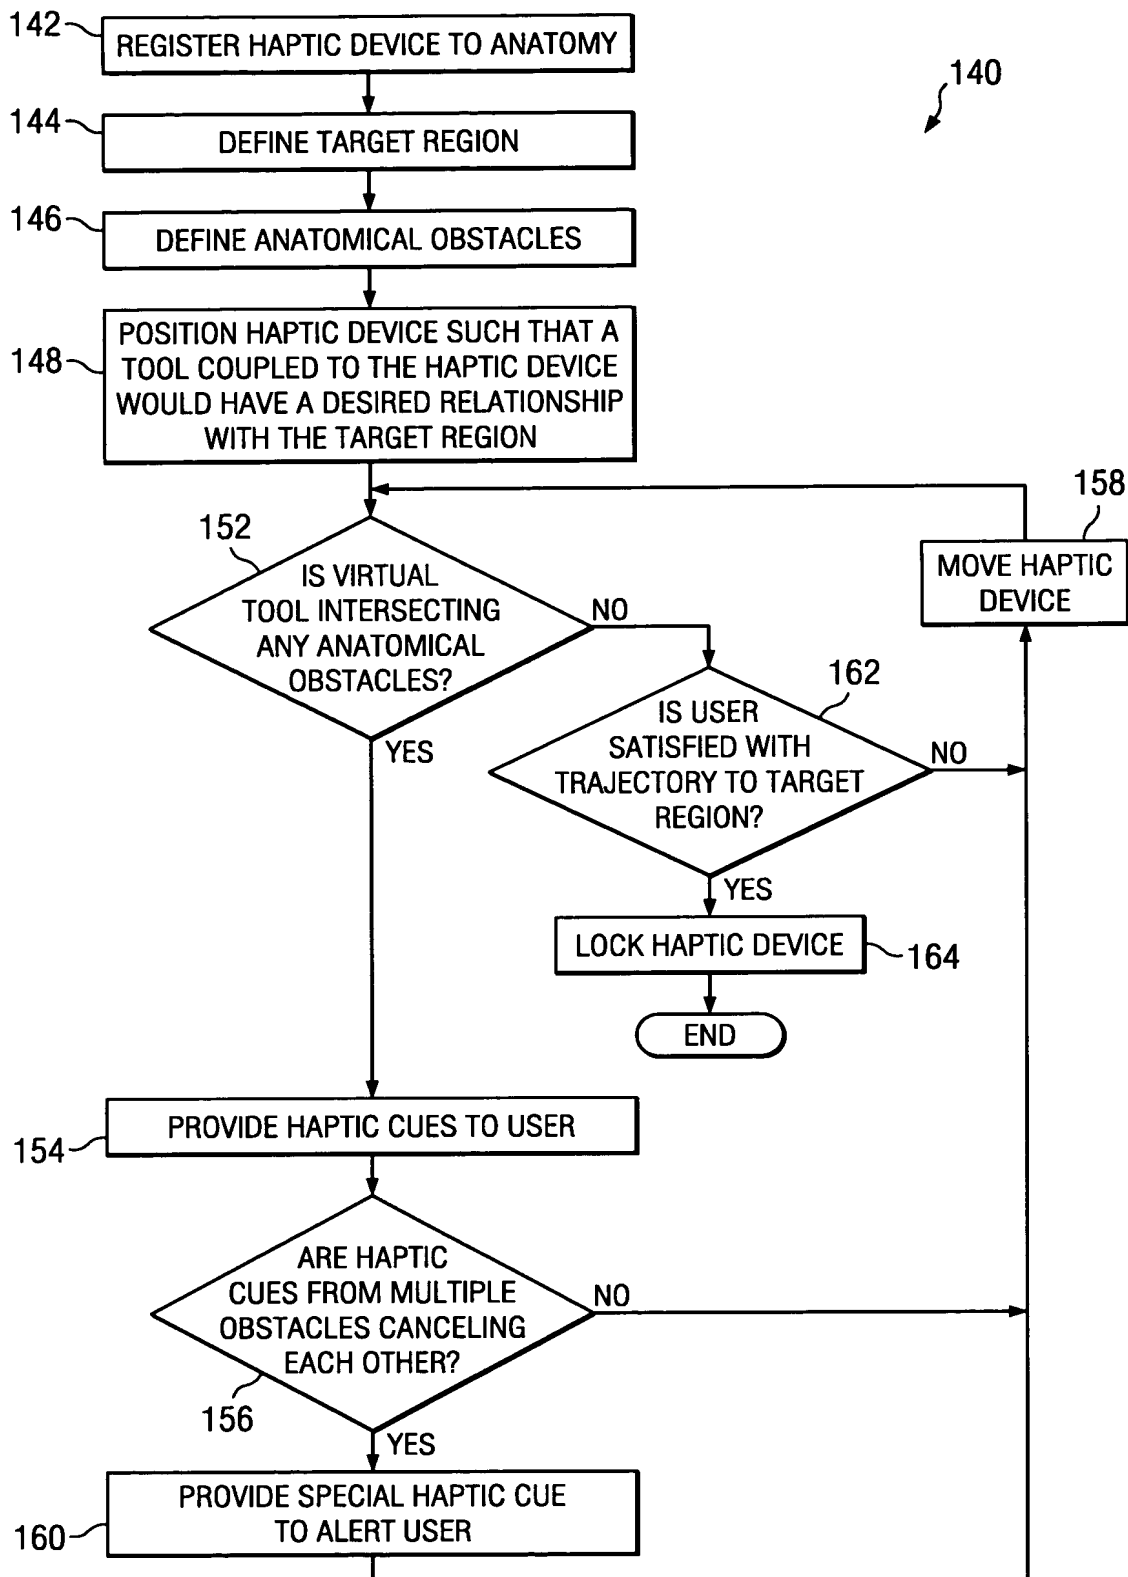 142
REGISTER HAPTIC DEVICE TO ANATOMY
140
144
DEFINE TARGET REGION
146
DEFINE ANATOMICAL OBSTACLES
148
POSITION HAPTIC DEVICE SUCH THAT A
TOOL COUPLED TO THE HAPTIC DEVICE
WOULD HAVE A DESIRED RELATIONSHIP
WITH THE TARGET REGION
158
MOVE HAPTIC
DEVICE
152
IS VIRTUAL
TOOL INTERSECTING
ANY ANATOMICAL
OBSTACLES?
NO
YES
162
IS USER
SATISFIED WITH
TRAJECTORY TO TARGET
REGION?
NO
YES
LOCK HAPTIC DEVICE
164
END
PROVIDE HAPTIC CUES TO USER
154
ARE HAPTIC
CUES FROM MULTIPLE
OBSTACLES CANCELING
EACH OTHER?
NO
156
YES
PROVIDE SPECIAL HAPTIC CUE
TO ALERT USER
160